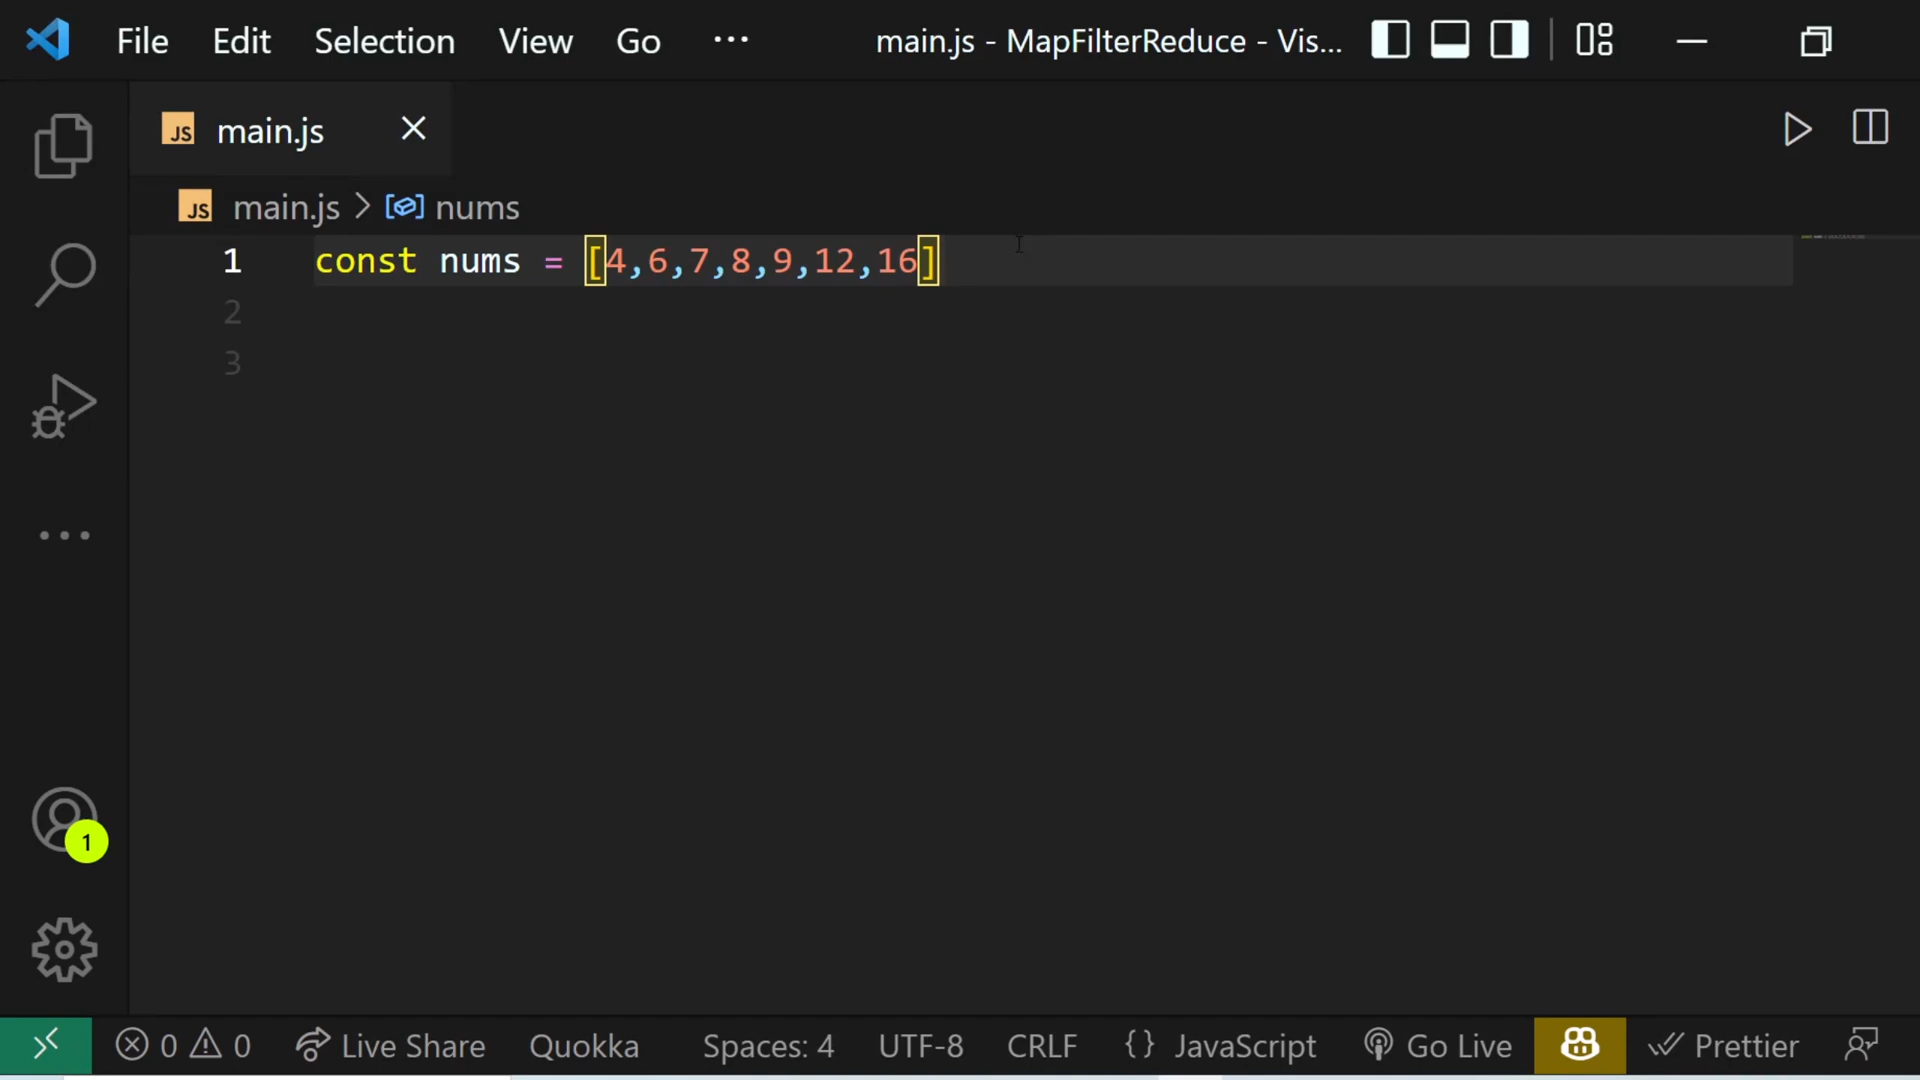 File Edit Selection View Go ··· main.js - MapFilterReduce - Vis...
JS main.js
JS main.js > nums
1 const nums = [4,6,7,8,9,12,16]
2
3
1
0 0 Live Share Quokka Spaces: 4 UTF-8 CRLF {} JavaScript Go Live Prettier